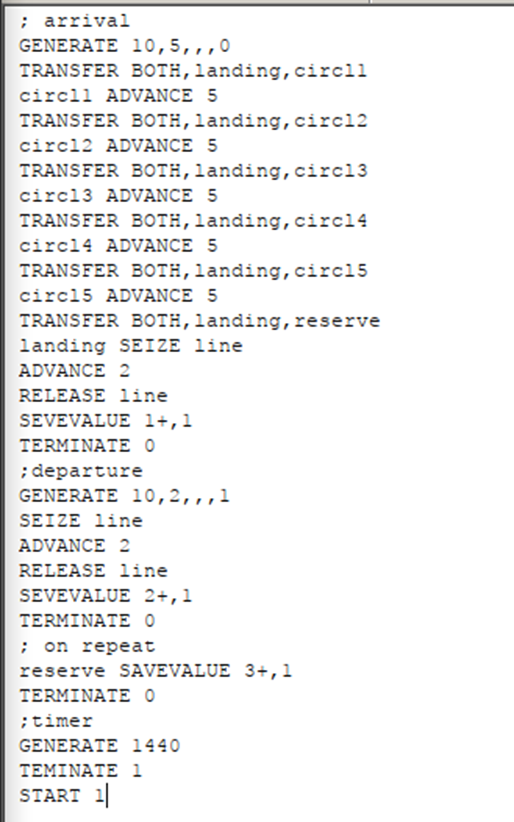 ; arrival
GENERATE 10,5,,,0
TRANSFER BOTH,landing,circl1
circl1 ADVANCE 5
TRANSFER BOTH,landing,circl2
circl2 ADVANCE 5
TRANSFER BOTH,landing,circl3
circl3 ADVANCE 5
TRANSFER BOTH,landing,circl4
circl4 ADVANCE 5
TRANSFER BOTH,landing,circl5
circl5 ADVANCE 5
TRANSFER BOTH,landing,reserve
landing SEIZE line
ADVANCE 2
RELEASE line
SEVEVALUE 1+,1
TERMINATE 0
;departure
GENERATE 10,2,,,1
SEIZE line
ADVANCE 2
RELEASE line
SEVEVALUE 2+,1
TERMINATE 0
; on repeat
reserve SAVEVALUE 3+,1
TERMINATE 0
;timer
GENERATE 1440
TEMINATE 1
START 1